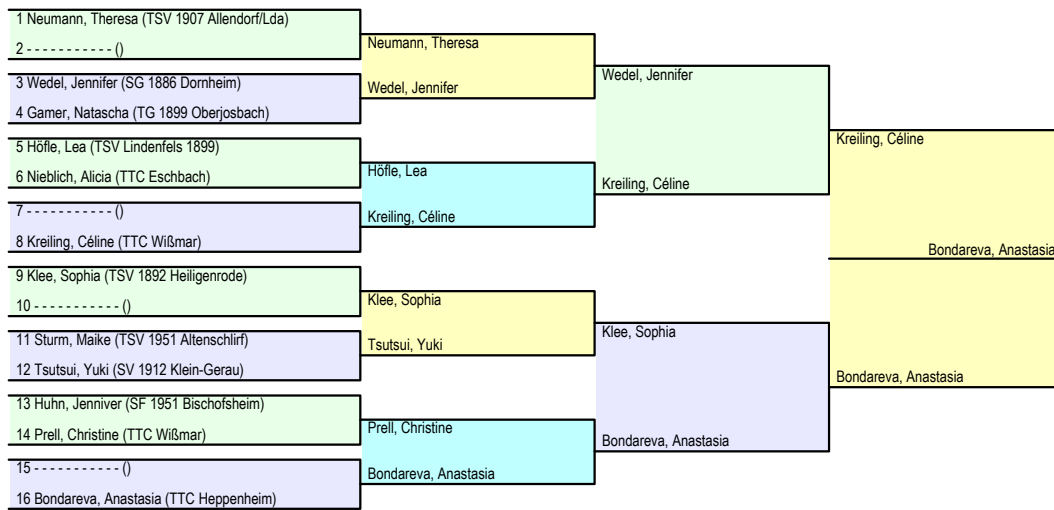 1 Neumann, Theresa (TSV 1907 Allendorf/Lda)
2 - - - - - - - - - - - ()
3 Wedel, Jennifer (SG 1886 Dornheim)
4 Gamer, Natascha (TG 1899 Oberjosbach)
5 Höfle, Lea (TSV Lindenfels 1899)
6 Nieblich, Alicia (TTC Eschbach)
7 - - - - - - - - - - - ()
8 Kreiling, Céline (TTC Wißmar)
9 Klee, Sophia (TSV 1892 Heiligenrode)
10 - - - - - - - - - - - ()
11 Sturm, Maike (TSV 1951 Altenschlirf)
12 Tsutsui, Yuki (SV 1912 Klein-Gerau)
13 Huhn, Jenniver (SF 1951 Bischofsheim)
14 Prell, Christine (TTC Wißmar)
15 - - - - - - - - - - - ()
16 Bondareva, Anastasia (TTC Heppenheim)
Neumann, Theresa
Wedel, Jennifer
Höfle, Lea
Kreiling, Céline
Klee, Sophia
Tsutsui, Yuki
Prell, Christine
Bondareva, Anastasia
Wedel, Jennifer
Kreiling, Céline
Klee, Sophia
Bondareva, Anastasia
Kreiling, Céline
Bondareva, Anastasia
Bondareva, Anastasia